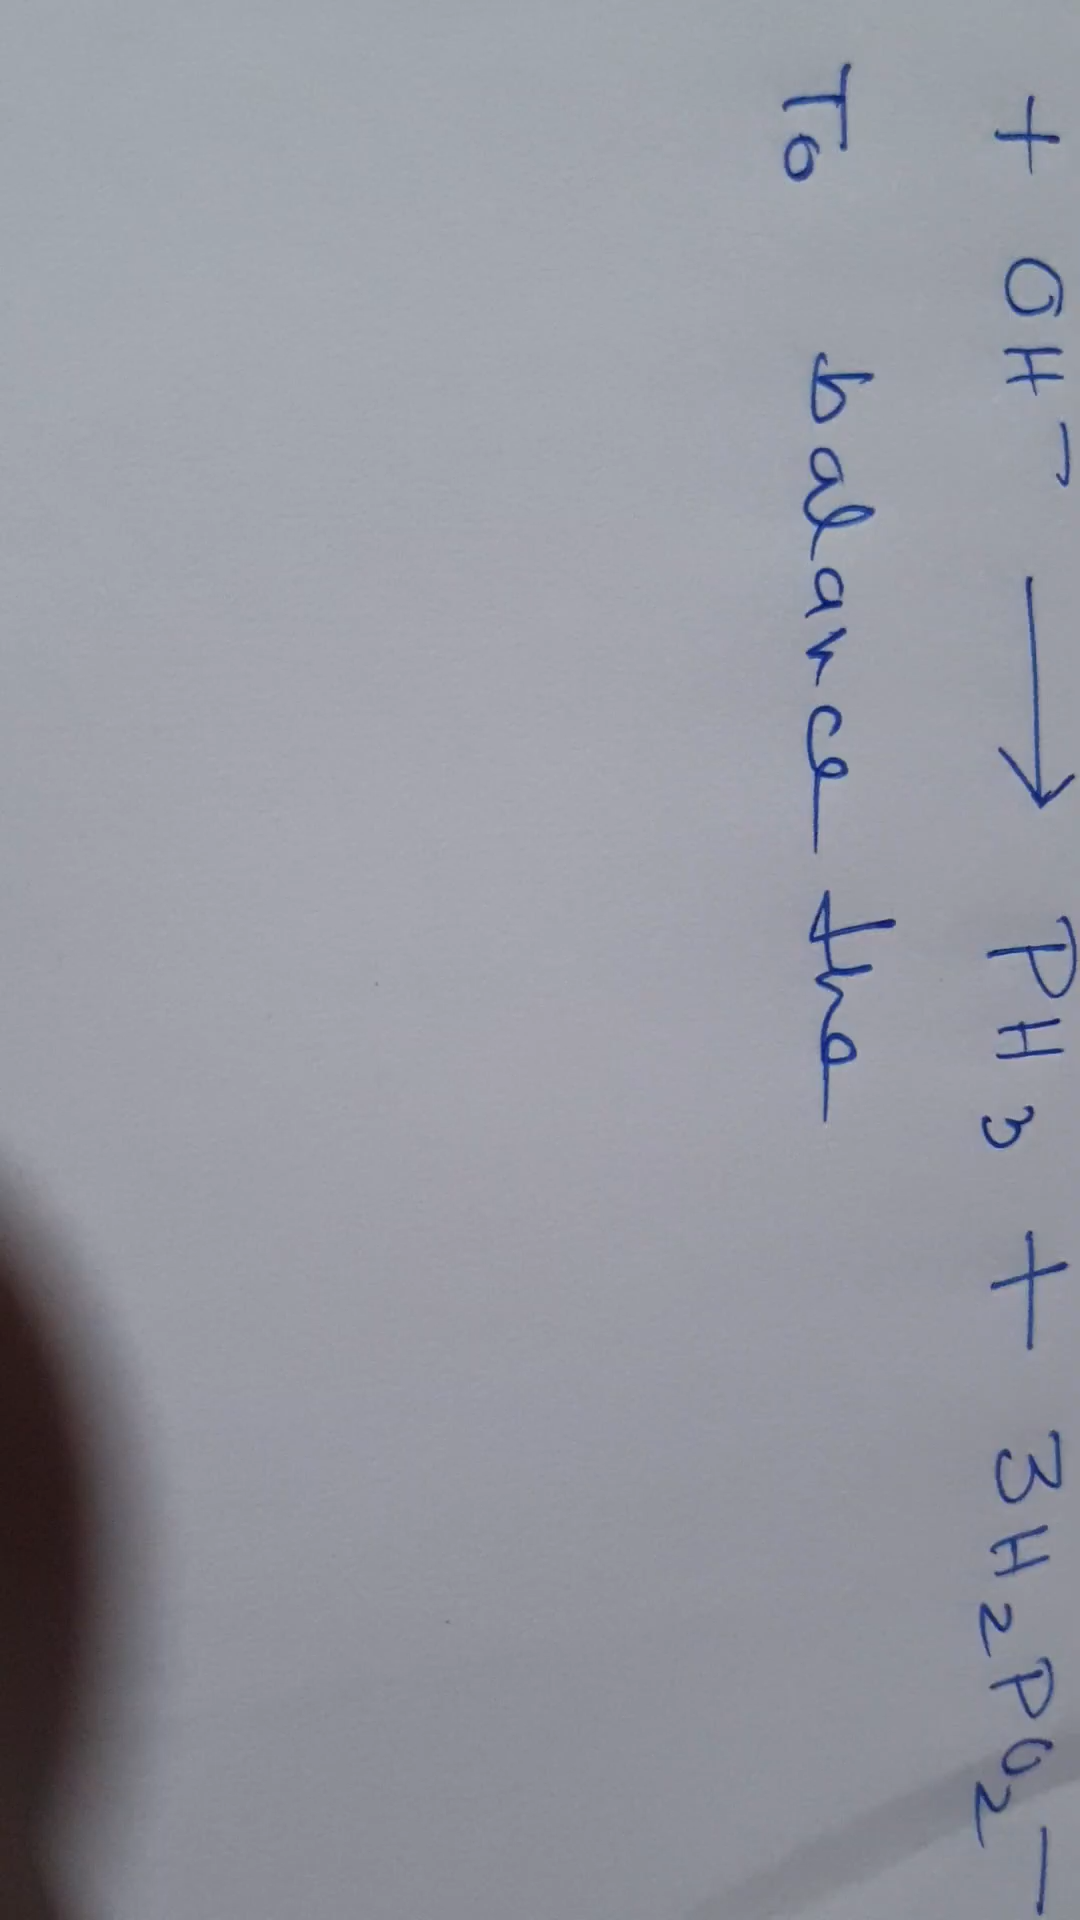 + OH⁻ → PH₃ + 3H₂PO₂⁻
To balance the